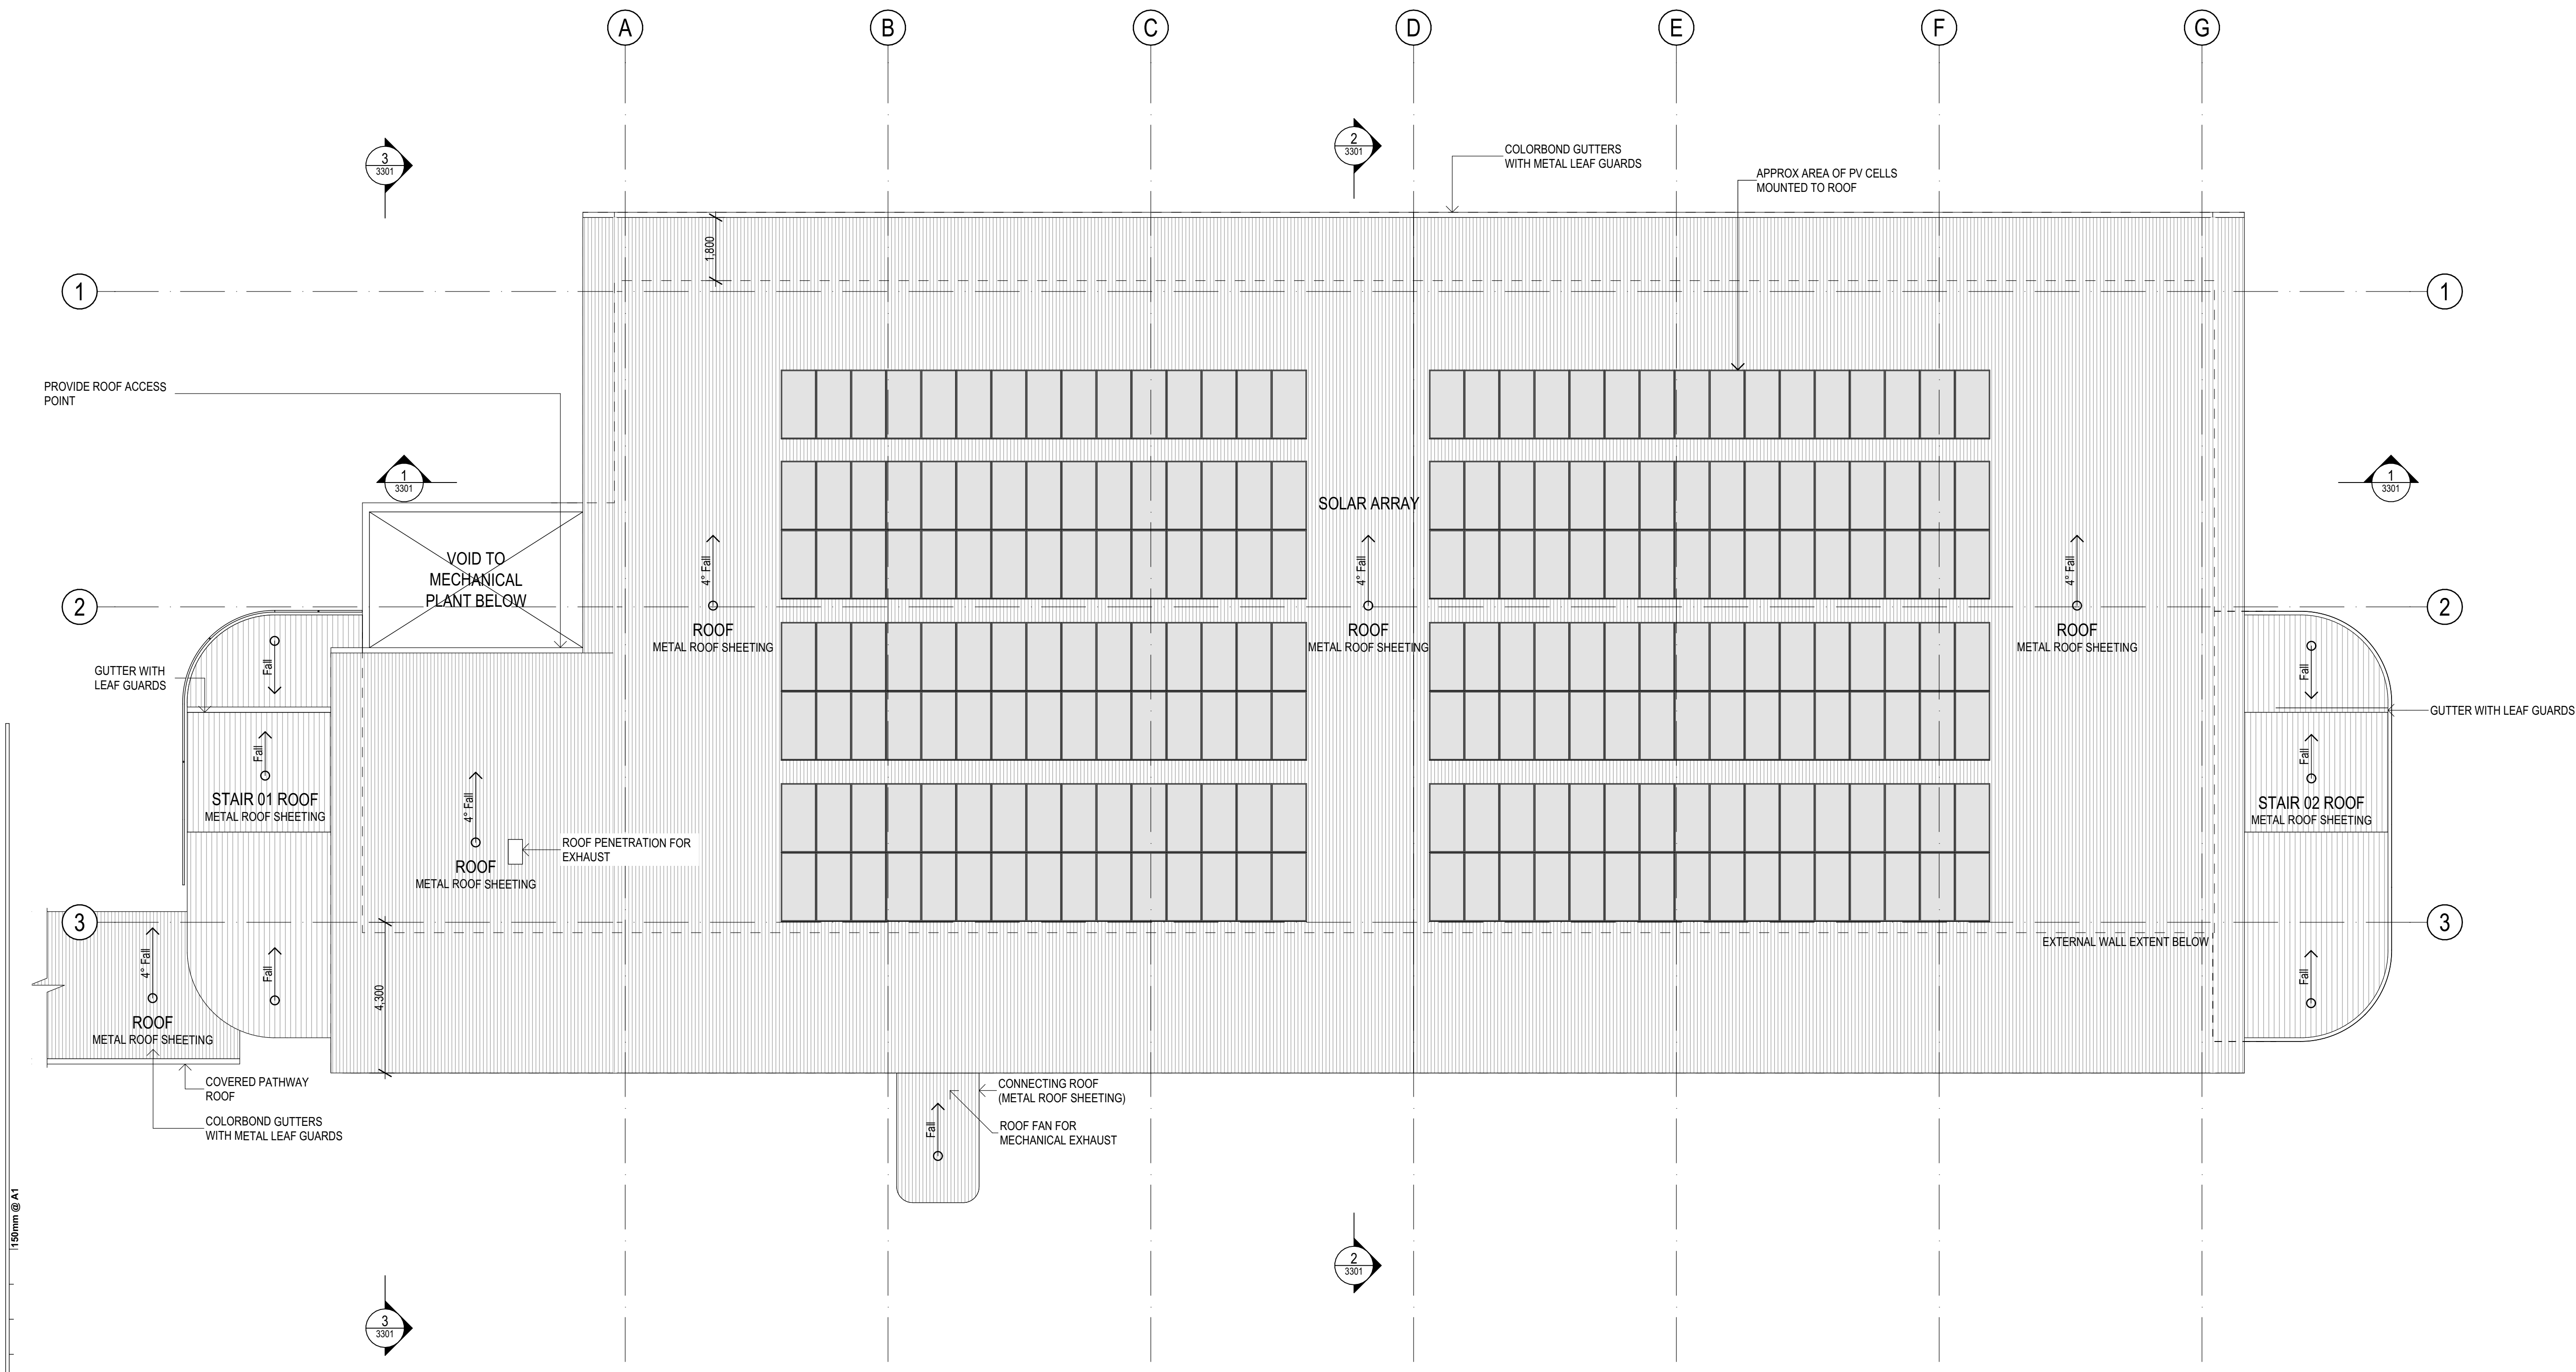 A
B
C
D
E
F
G
3
3301
2
3301
COLORBOND GUTTERS
WITH METAL LEAF GUARDS
APPROX AREA OF PV CELLS
MOUNTED TO ROOF
1,800
1
1
PROVIDE ROOF ACCESS
POINT
1
3301
1
3301
SOLAR ARRAY
VOID TO
MECHANICAL
PLANT BELOW
4° Fall
4° Fall
4° Fall
2
2
ROOF
METAL ROOF SHEETING
ROOF
METAL ROOF SHEETING
ROOF
METAL ROOF SHEETING
Fall
Fall
GUTTER WITH
LEAF GUARDS
GUTTER WITH LEAF GUARDS
Fall
Fall
STAIR 01 ROOF
METAL ROOF SHEETING
STAIR 02 ROOF
METAL ROOF SHEETING
4° Fall
ROOF PENETRATION FOR
EXHAUST
ROOF
METAL ROOF SHEETING
3
3
EXTERNAL WALL EXTENT BELOW
4° Fall
Fall
Fall
4,300
ROOF
METAL ROOF SHEETING
COVERED PATHWAY
ROOF
COLORBOND GUTTERS
WITH METAL LEAF GUARDS
CONNECTING ROOF
(METAL ROOF SHEETING)
Fall
ROOF FAN FOR
MECHANICAL EXHAUST
150mm @ A1
2
3301
3
3301